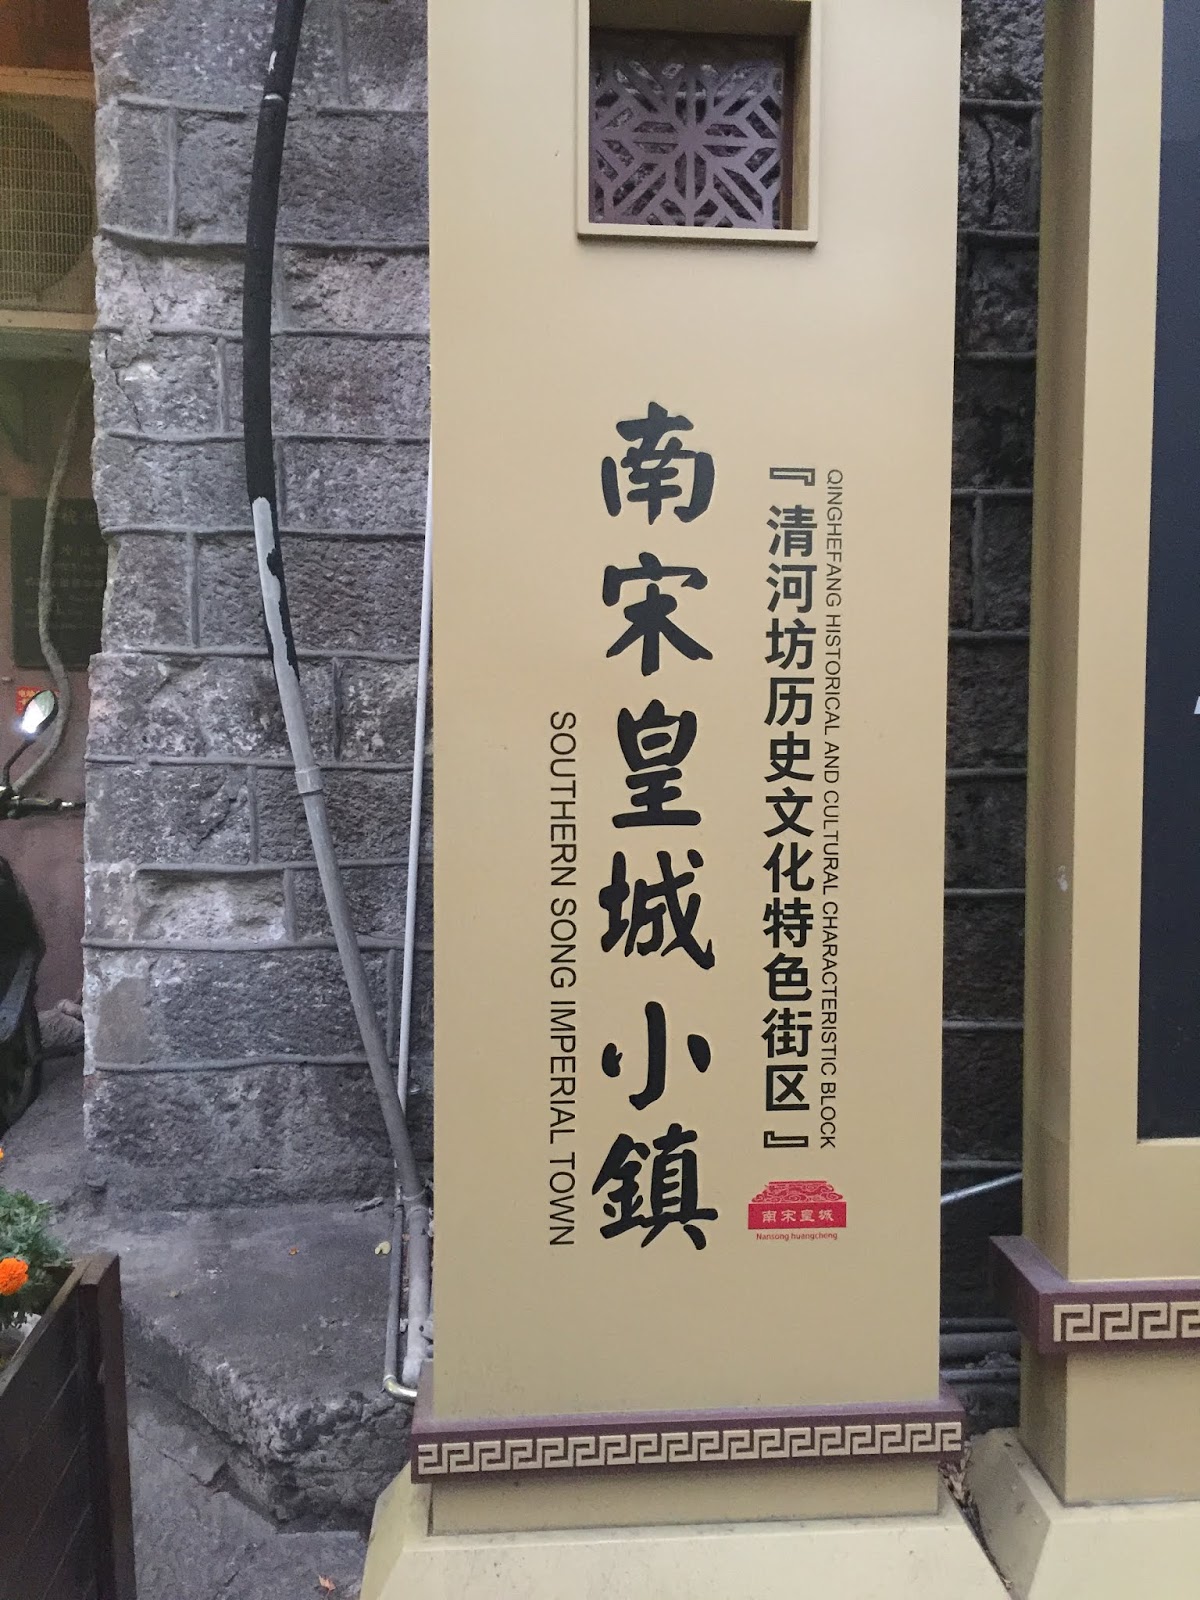 『清河坊历史文化特色街区』
QINGHEFANG HISTORICAL AND CULTURAL CHARACTERISTIC BLOCK
南宋皇城小鎮
SOUTHERN SONG IMPERIAL TOWN
南宋皇城
Nansong huangcheng